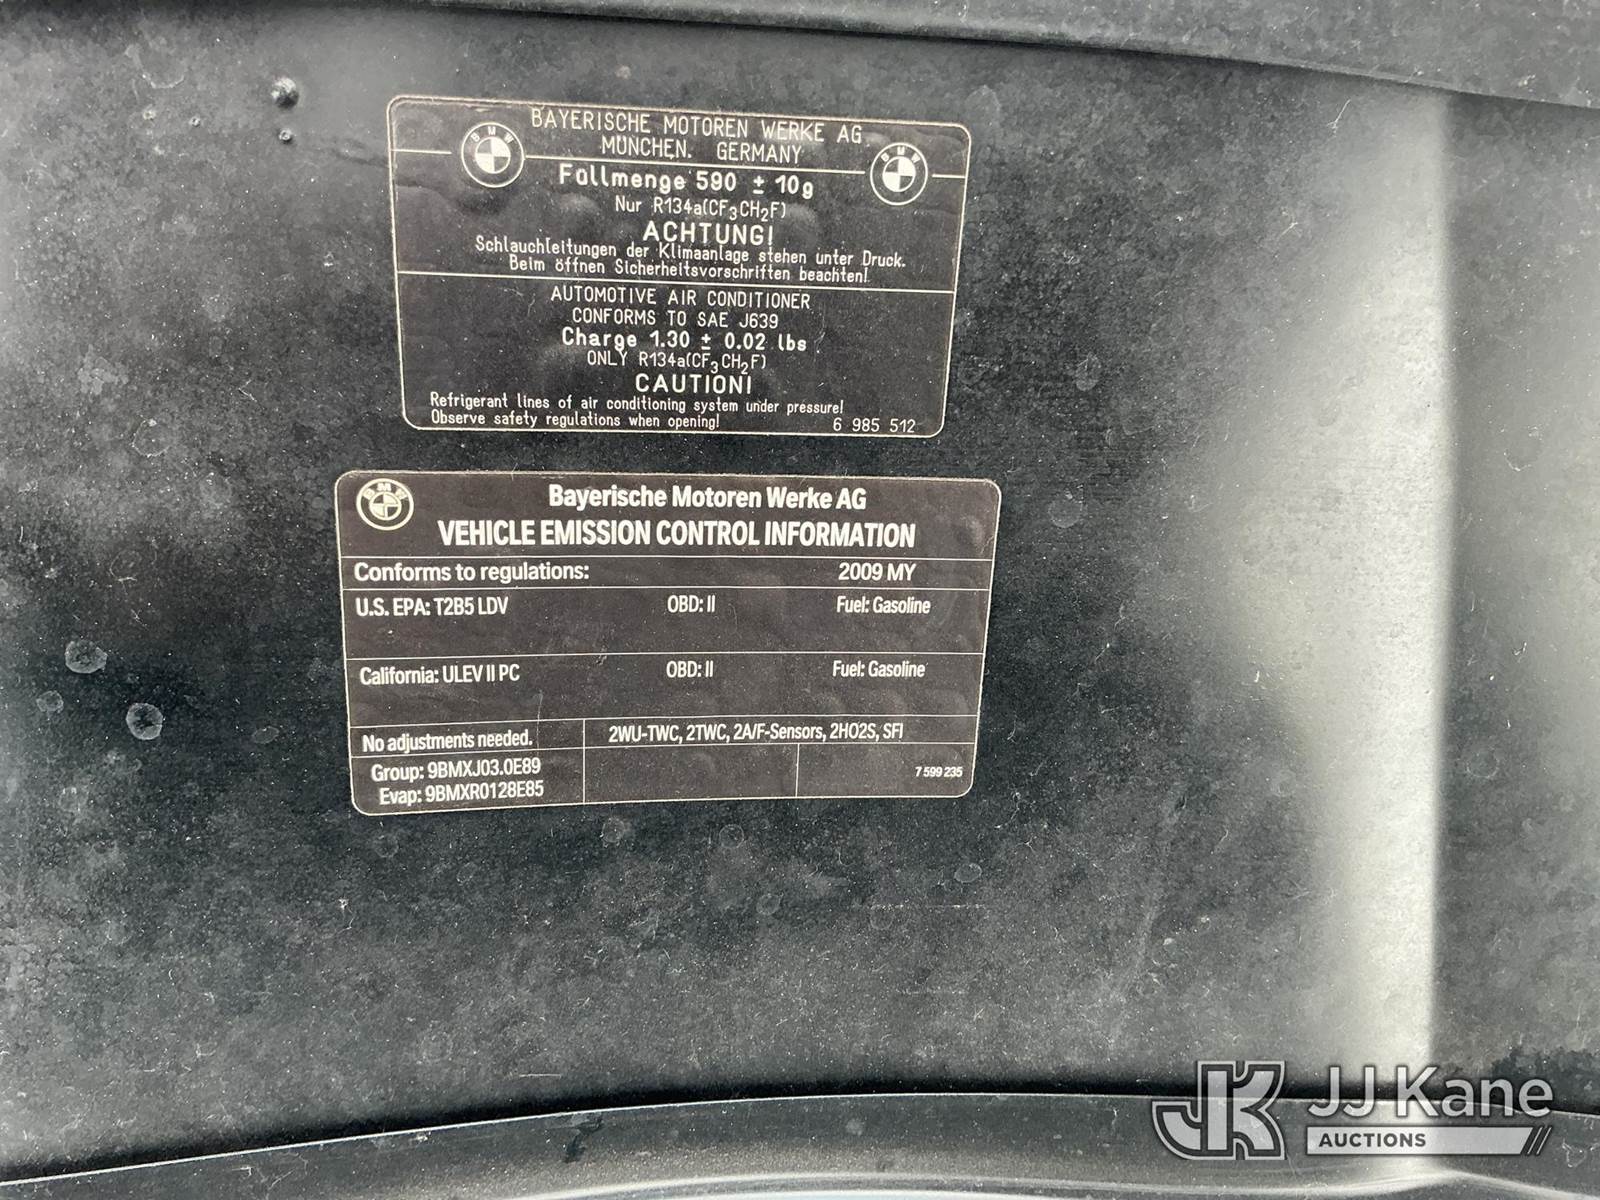 BAYERISCHE MOTOREN WERKE AG
MÜNCHEN. GERMANY
BMW
BMW
Füllmenge 590 ± 10g
Nur R134a(CF3CH2F)
ACHTUNG!
Schlauchleitungen der Klimaanlage stehen unter Druck.
Beim öffnen Sicherheitsvorschriften beachten!
AUTOMOTIVE AIR CONDITIONER
CONFORMS TO SAE J639
Charge 1.30 ± 0.02 lbs
ONLY R134a(CF3CH2F)
CAUTION!
Refrigerant lines of air conditioning system under pressure!
Observe safety regulations when opening!
6 985 512
BMW
Bayerische Motoren Werke AG
VEHICLE EMISSION CONTROL INFORMATION
Conforms to regulations: 2009 MY
U.S. EPA: T2B5 LDV OBD: II Fuel: Gasoline
California: ULEV II PC OBD: II Fuel: Gasoline
No adjustments needed. 2WU-TWC, 2TWC, 2A/F-Sensors, 2HO2S, SFI
Group: 9BMXJ03.0E89
Evap: 9BMXR0128E85
7 599 235
JK JJ Kane
AUCTIONS